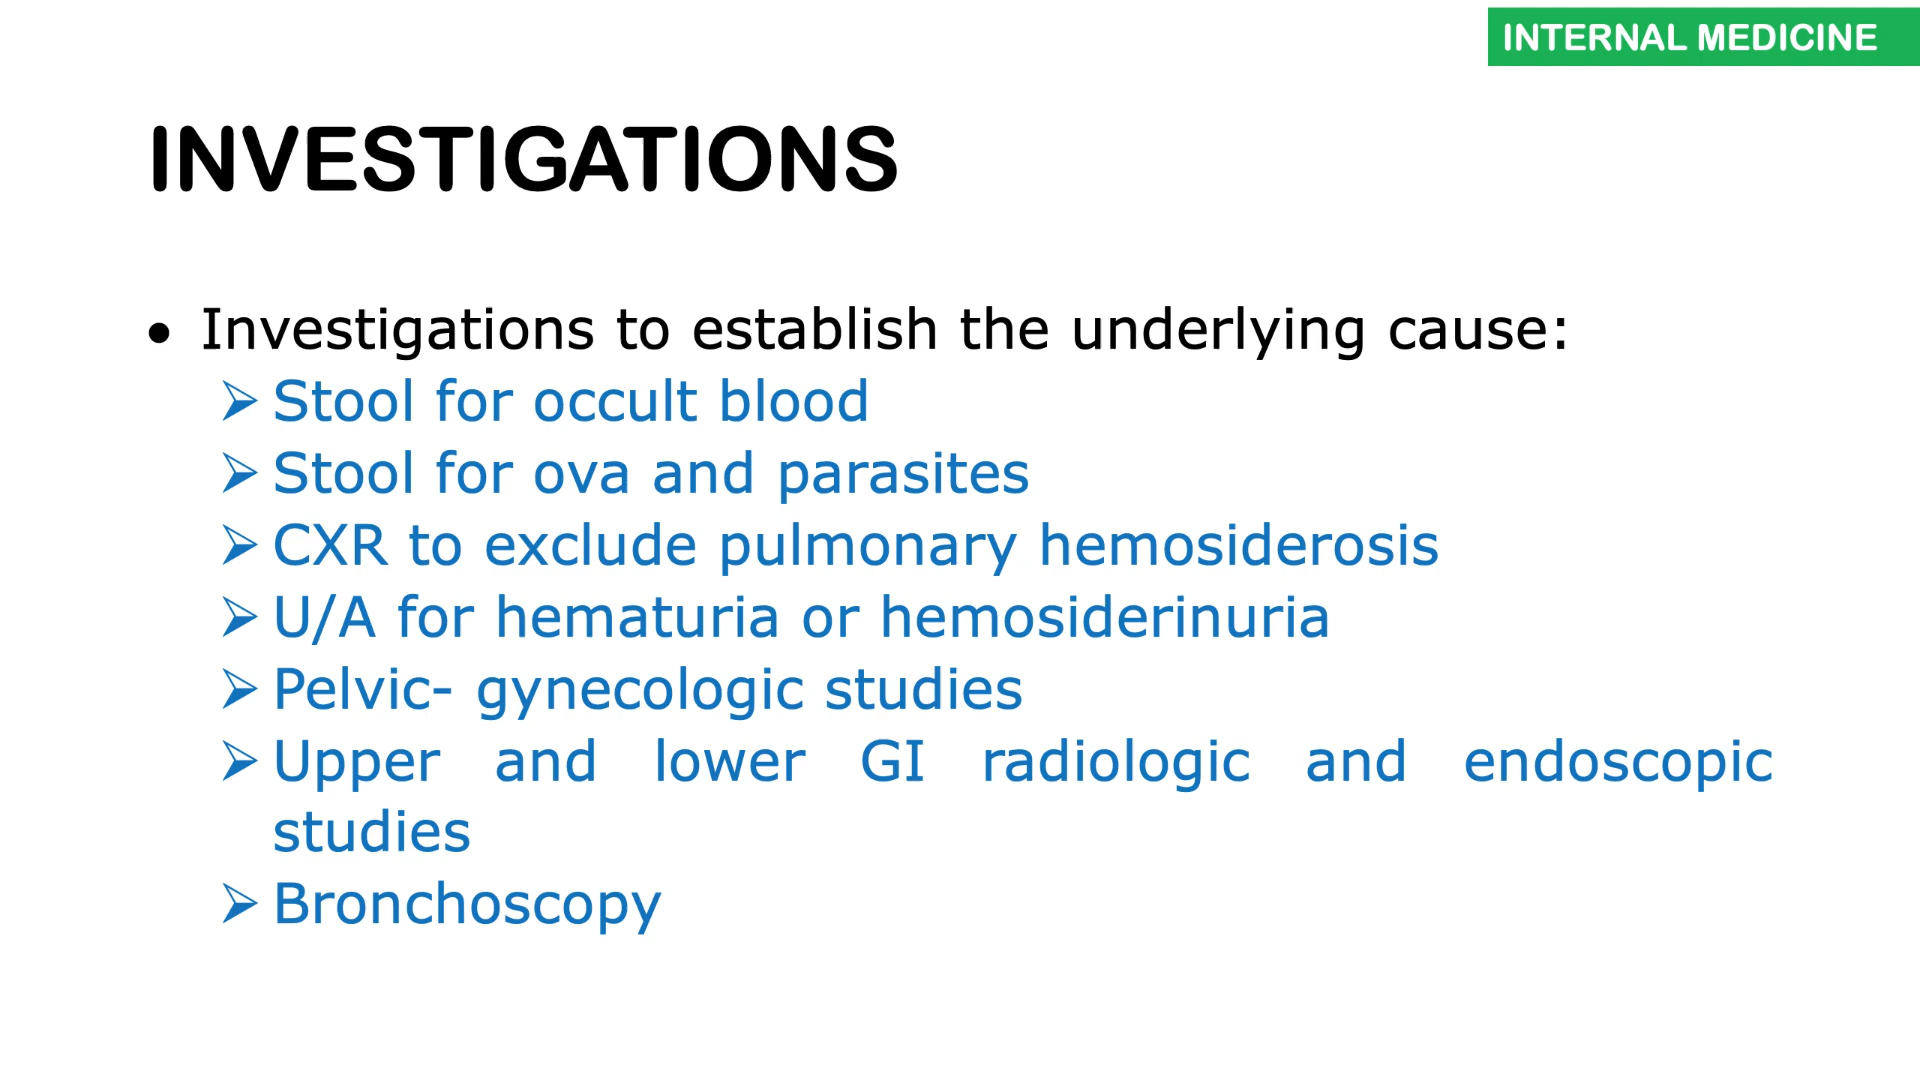 INTERNAL MEDICINE
INVESTIGATIONS
• Investigations to establish the underlying cause:
➢ Stool for occult blood
➢ Stool for ova and parasites
➢ CXR to exclude pulmonary hemosiderosis
➢ U/A for hematuria or hemosiderinuria
➢ Pelvic- gynecologic studies
➢ Upper and lower GI radiologic and endoscopic
studies
➢ Bronchoscopy